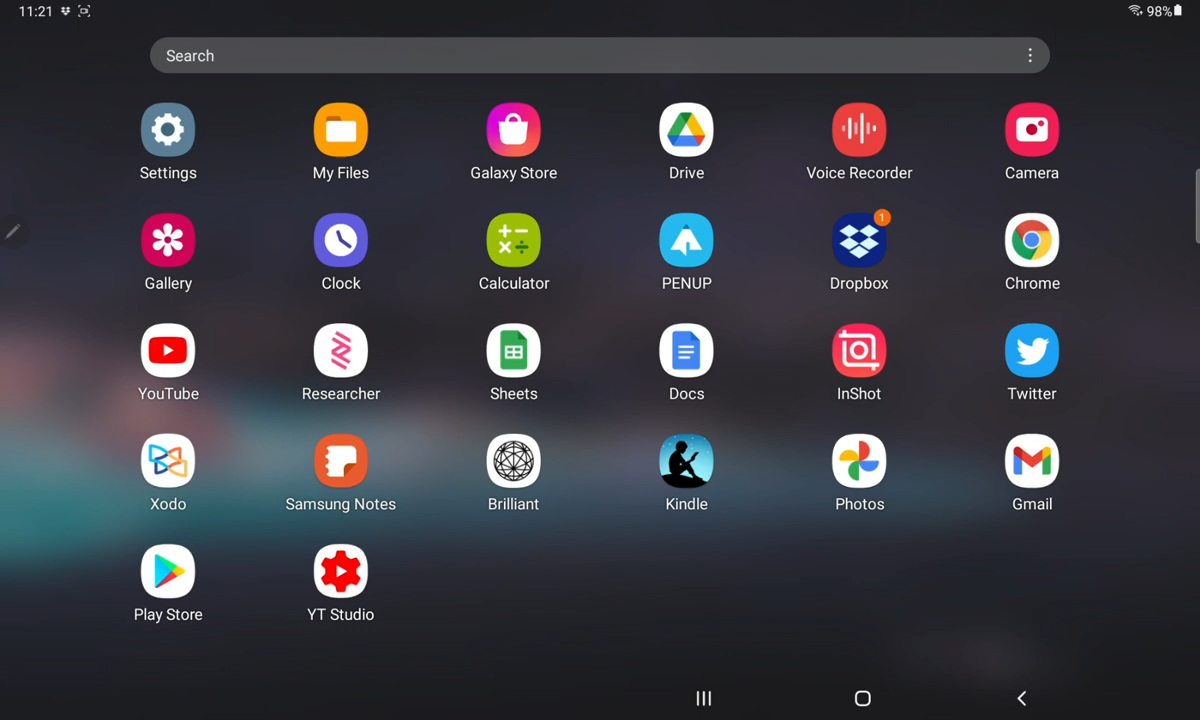 11:21 98%
Search
Settings My Files Galaxy Store Drive Voice Recorder Camera
1
Gallery Clock Calculator PENUP Dropbox Chrome
YouTube Researcher Sheets Docs InShot Twitter
Xodo Samsung Notes Brilliant Kindle Photos Gmail
Play Store YT Studio